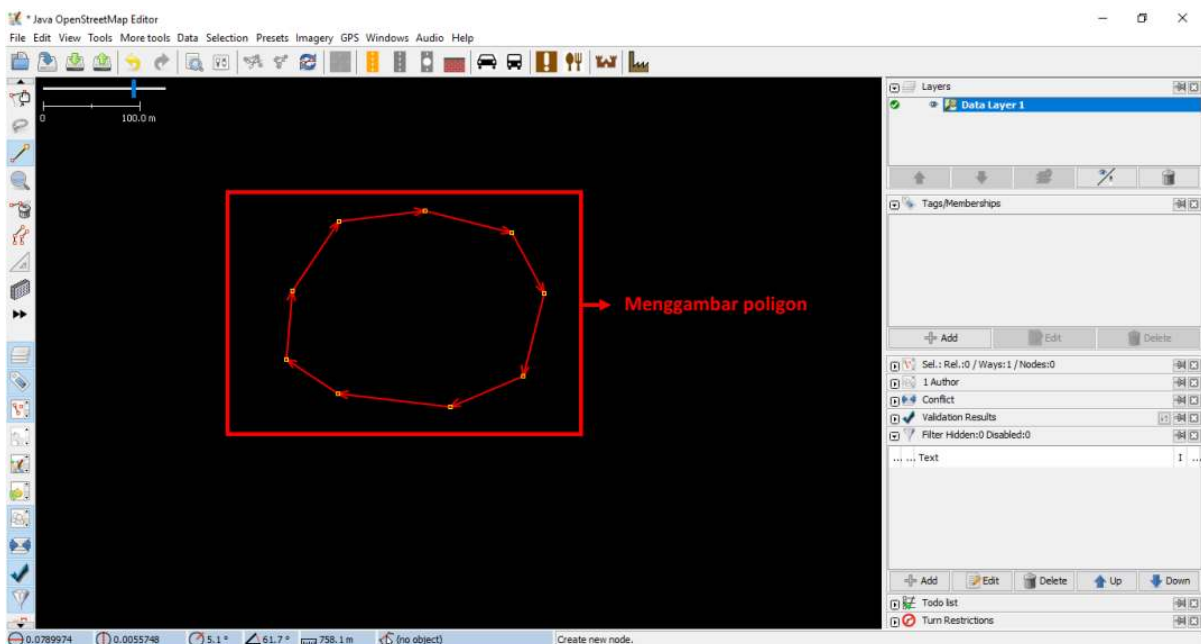 * Java OpenStreetMap Editor
File Edit View Tools More tools Data Selection Presets Imagery GPS Windows Audio Help
0 100.0 m
Layers
Data Layer 1
Tags/Memberships
Menggambar poligon
Add Edit Delete
Sel.: Rel.:0 / Ways:1 / Nodes:0
1 Author
Conflict
Validation Results
Filter Hidden:0 Disabled:0
... ... Text I ...
Add Edit Delete Up Down
Todo list
Turn Restrictions
0.0789974 0.0055748 5.1 ° 61.7 ° 758.1 m (no object) Create new node.